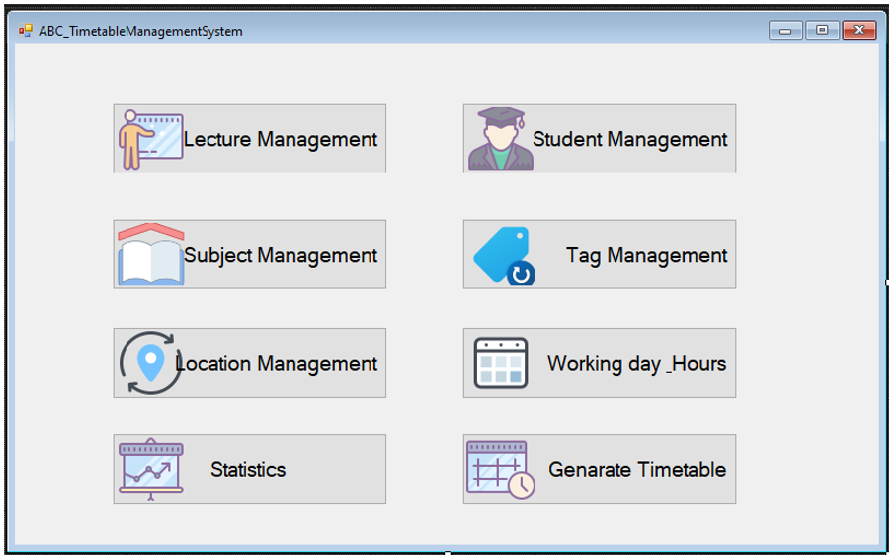 ABC_TimetableManagementSystem
Lecture Management
Student Management
Subject Management
Tag Management
Location Management
Working day _Hours
Statistics
Genarate Timetable